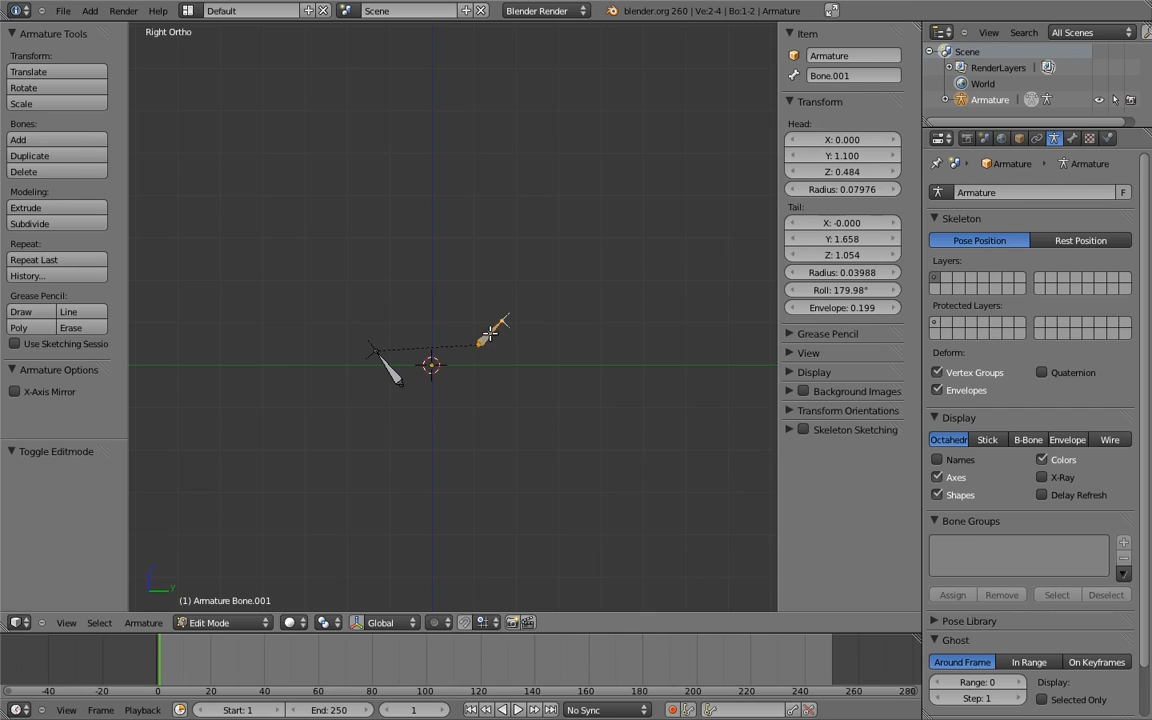 File
Add
Render
Help
Default
Scene
Blender Render
blender.org 260 | Ve:2-4 | Bo:1-2 | Armature
Armature Tools
Transform:
Translate
Rotate
Scale
Bones:
Add
Duplicate
Delete
Modeling:
Extrude
Subdivide
Repeat:
Repeat Last
History...
Grease Pencil:
Draw
Line
Poly
Erase
Use Sketching Sessio
Armature Options
X-Axis Mirror
Toggle Editmode
Right Ortho
y
(1) Armature Bone.001
Item
Armature
Bone.001
Transform
Head:
X: 0.000
Y: 1.100
Z: 0.484
Radius: 0.07976
Tail:
X: -0.000
Y: 1.658
Z: 1.054
Radius: 0.03988
Roll: 179.98°
Envelope: 0.199
Grease Pencil
View
Display
Background Images
Transform Orientations
Skeleton Sketching
View
Search
All Scenes
Scene
RenderLayers
World
Armature
Armature
Armature
Armature
F
Skeleton
Pose Position
Rest Position
Layers:
Protected Layers:
Deform:
Vertex Groups
Quaternion
Envelopes
Display
Octahedr
Stick
B-Bone
Envelope
Wire
Names
Colors
Axes
X-Ray
Shapes
Delay Refresh
Bone Groups
Assign
Remove
Select
Deselect
Pose Library
Ghost
Around Frame
In Range
On Keyframes
Range: 0
Display:
Step: 1
Selected Only
View
Select
Armature
Edit Mode
Global
-40
-20
0
20
40
60
80
100
120
140
160
180
200
220
240
260
280
View
Frame
Playback
Start: 1
End: 250
1
No Sync